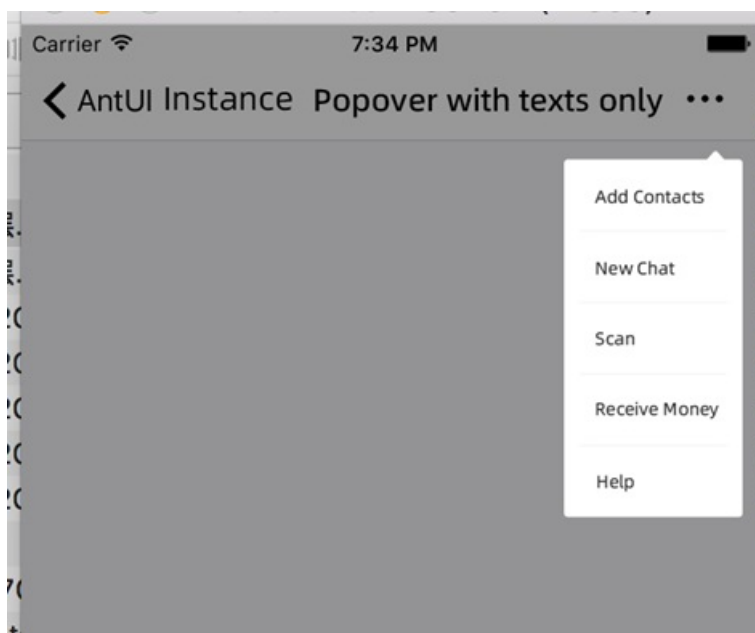 Carrier 7:34 PM
AntUI Instance Popover with texts only •••
Add Contacts
New Chat
Scan
Receive Money
Help